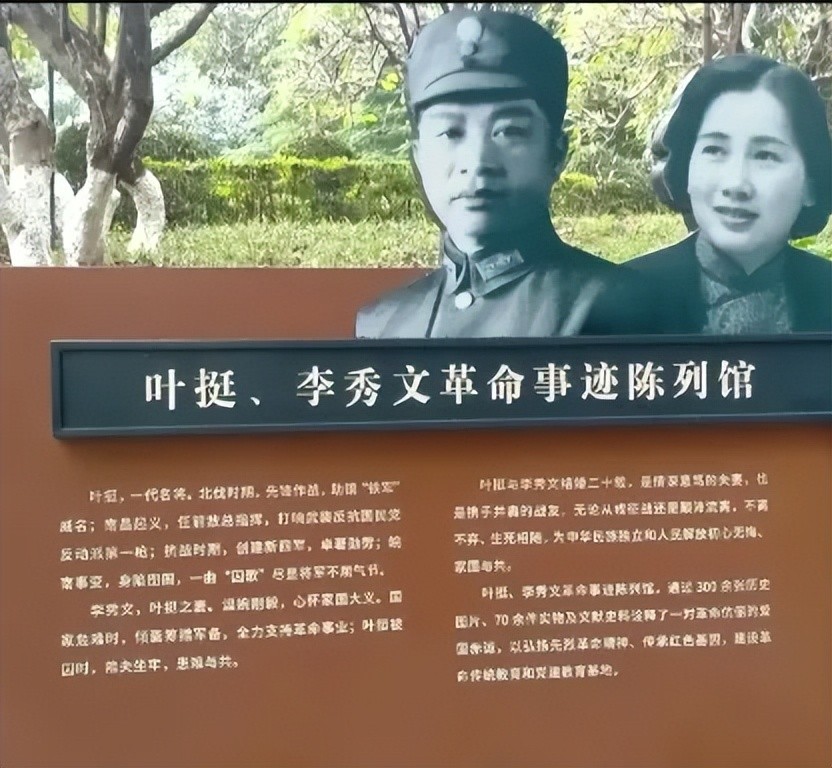 叶挺、李秀文革命事迹陈列馆
叶挺，一代名将。北伐时期，先锋作战，助团“铁军”
威名；南昌起义，任前敌总指挥，打响武装反抗国民党
反动派第一枪；抗战时期，创建新四军，卓著勋劳；皖
南事变，身陷囹圄，一曲“囚歌”尽显将军不屈气节。
李秀文，叶挺之妻。温婉刚毅，心怀家国大义。国
家危难时，倾囊筹措军备，全力支持革命事业；叶挺被
囚时，随夫坐牢，患难与共。
叶挺与李秀文结婚二十载，是情深意笃的夫妻，也
是携手并肩的战友。无论从戎征战还是颠沛流离，不离
不弃、生死相随，为中华民族独立和人民解放初心无悔、
家国与共。
叶挺、李秀文革命事迹陈列馆，通过 300 余张历史
图片、70 余件实物及文献史料诠释了一对革命伉俪的爱
国赤诚，以弘扬先烈革命精神、传承红色基因，建设革
命传统教育和党建教育基地。